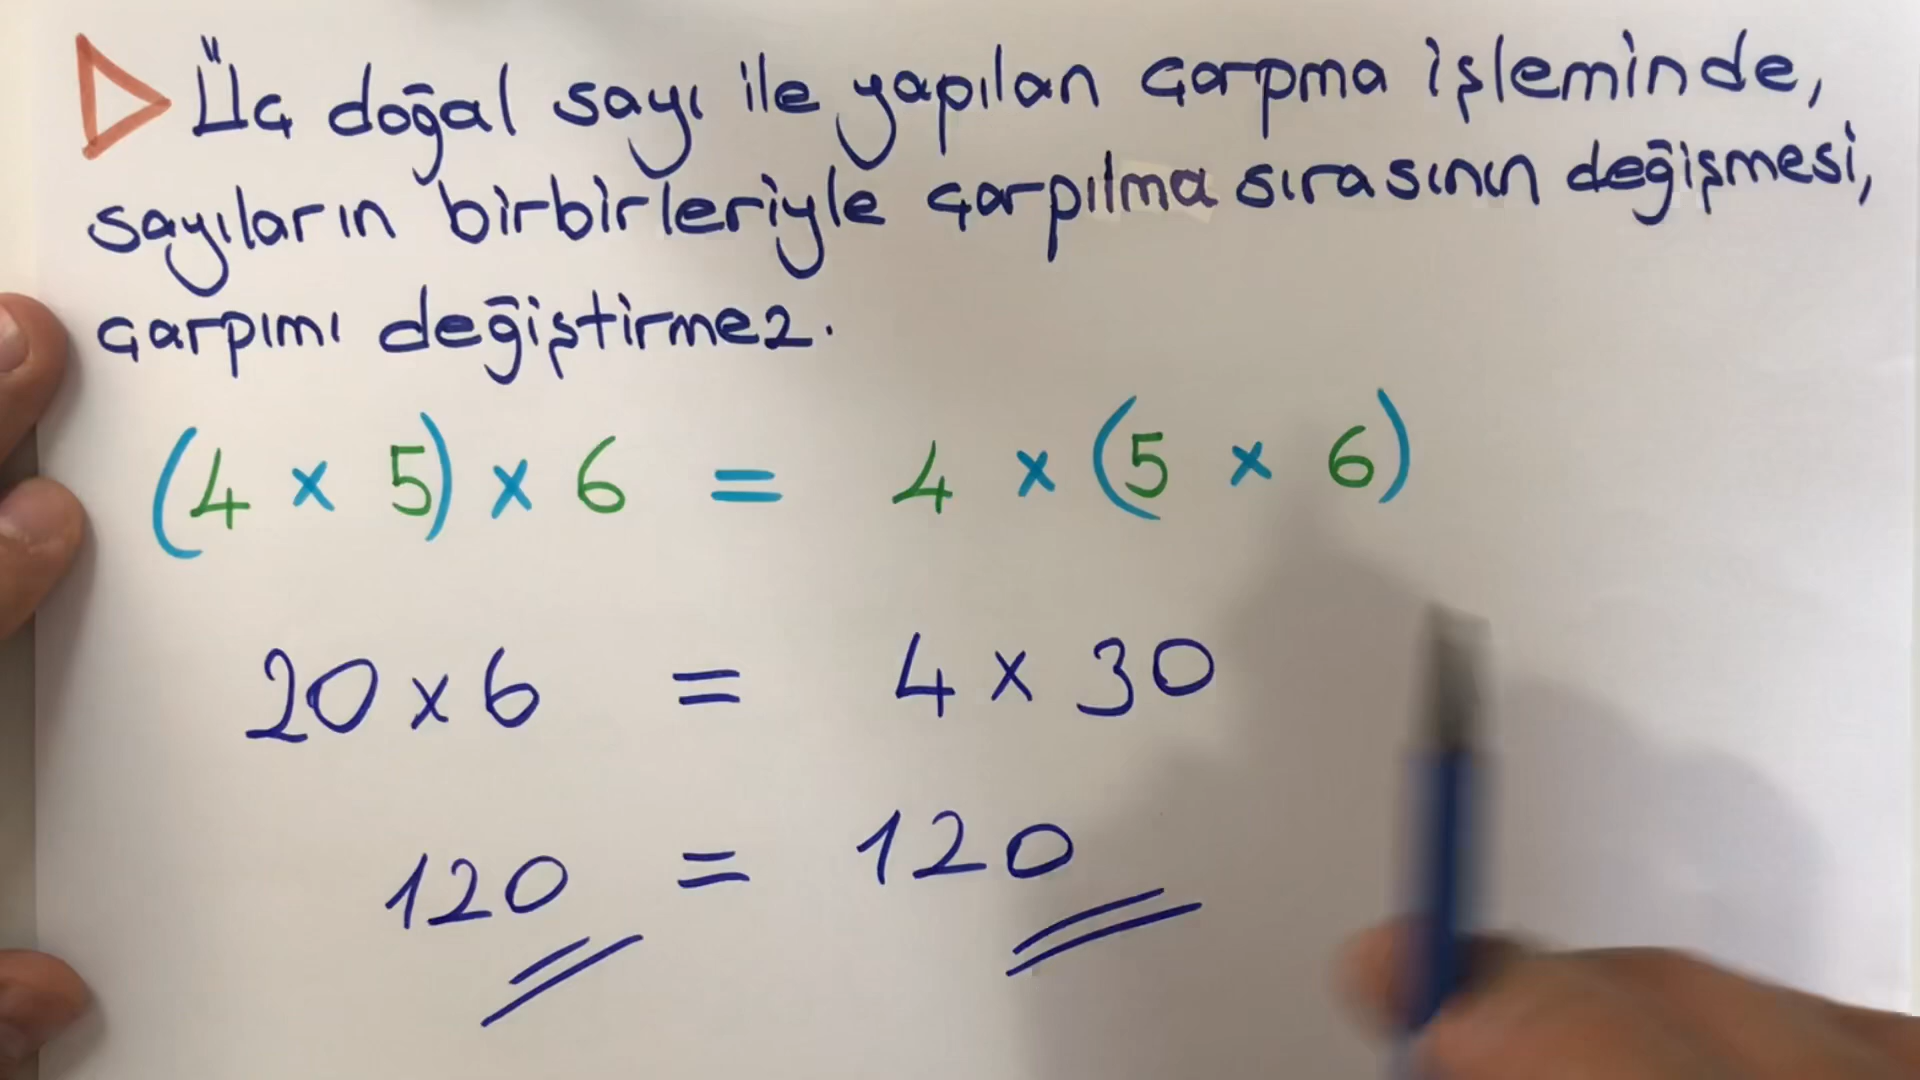 Üç doğal sayı ile yapılan çarpma işleminde,
sayıların birbirleriyle çarpılma sırasının değişmesi,
çarpımı değiştirmez.
(4 x 5) x 6 = 4 x (5 x 6)
20 x 6 = 4 x 30
120 = 120